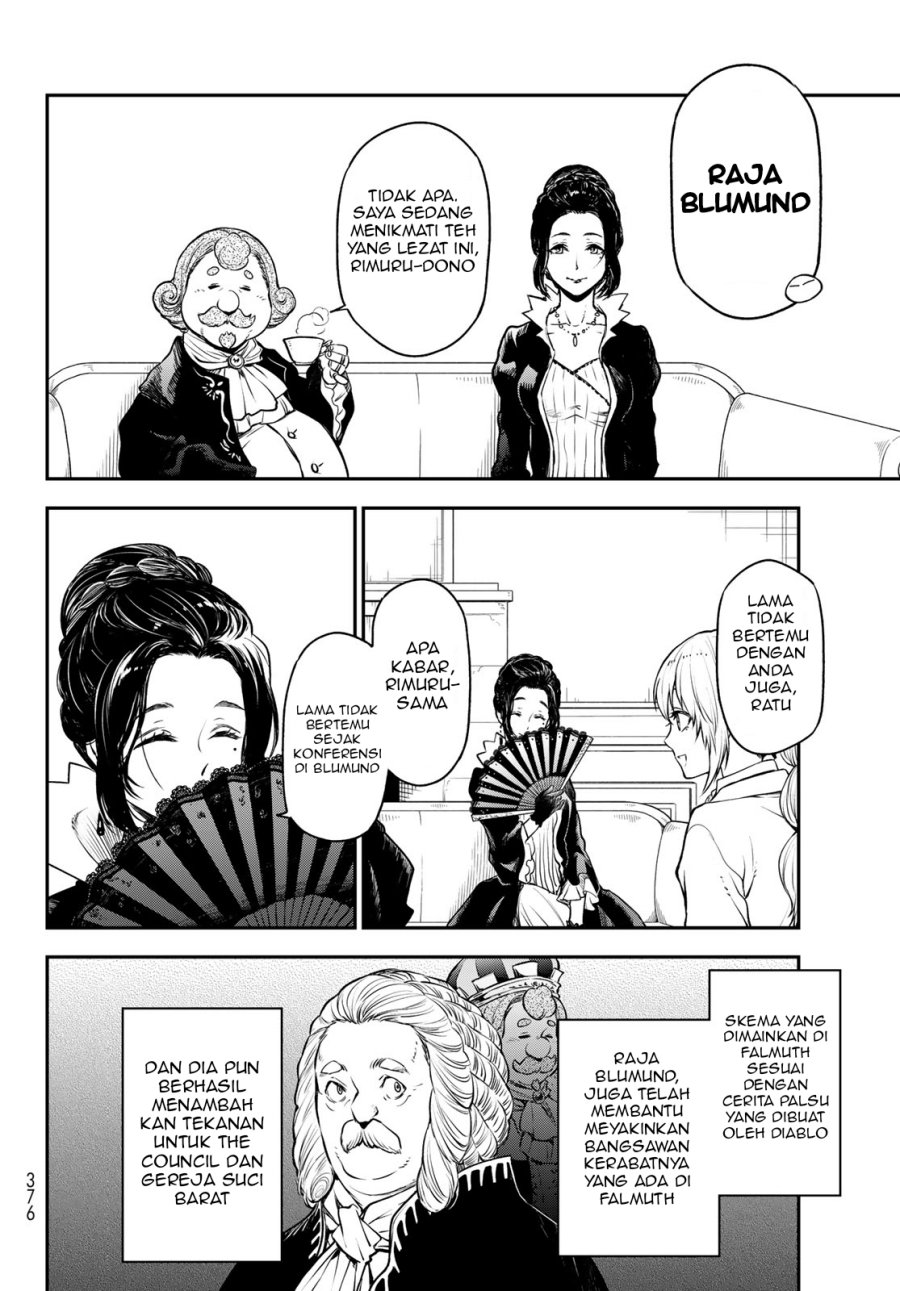 RAJA
BLUMUND
TIDAK APA.
SAYA SEDANG
MENIKMATI TEH
YANG LEZAT INI,
RIMURU-DONO
LAMA
TIDAK
BERTEMU
DENGAN
ANDA
JUGA,
RATU
APA
KABAR,
RIMURU-
SAMA
LAMA TIDAK
BERTEMU
SEJAK
KONFERENSI
DI BLUMUND
SKEMA YANG
DIMAINKAN DI
FALMUTH
SESUAI
DENGAN
CERITA PALSU
YANG DIBUAT
OLEH DIABLO
RAJA
BLUMUND,
JUGA TELAH
MEMBANTU
MEYAKINKAN
BANGSAWAN
KERABATNYA
YANG ADA DI
FALMUTH
DAN DIA PUN
BERHASIL
MENAMBAH
KAN TEKANAN
UNTUK THE
COUNCIL DAN
GEREJA SUCI
BARAT
376